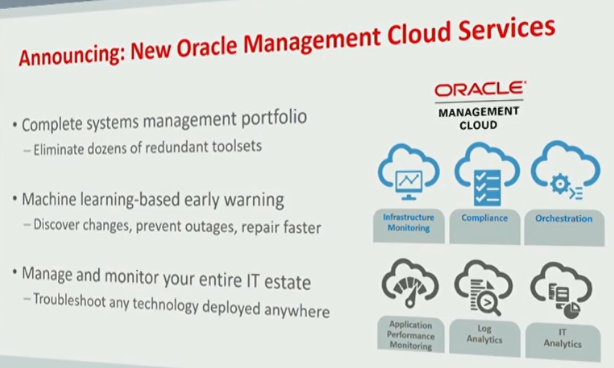 Announcing: New Oracle Management Cloud Services
• Complete systems management portfolio
– Eliminate dozens of redundant toolsets
• Machine learning-based early warning
– Discover changes, prevent outages, repair faster
• Manage and monitor your entire IT estate
– Troubleshoot any technology deployed anywhere
ORACLE®
MANAGEMENT
CLOUD
Infrastructure
Monitoring
Compliance
Orchestration
Application
Performance
Monitoring
Log
Analytics
IT
Analytics